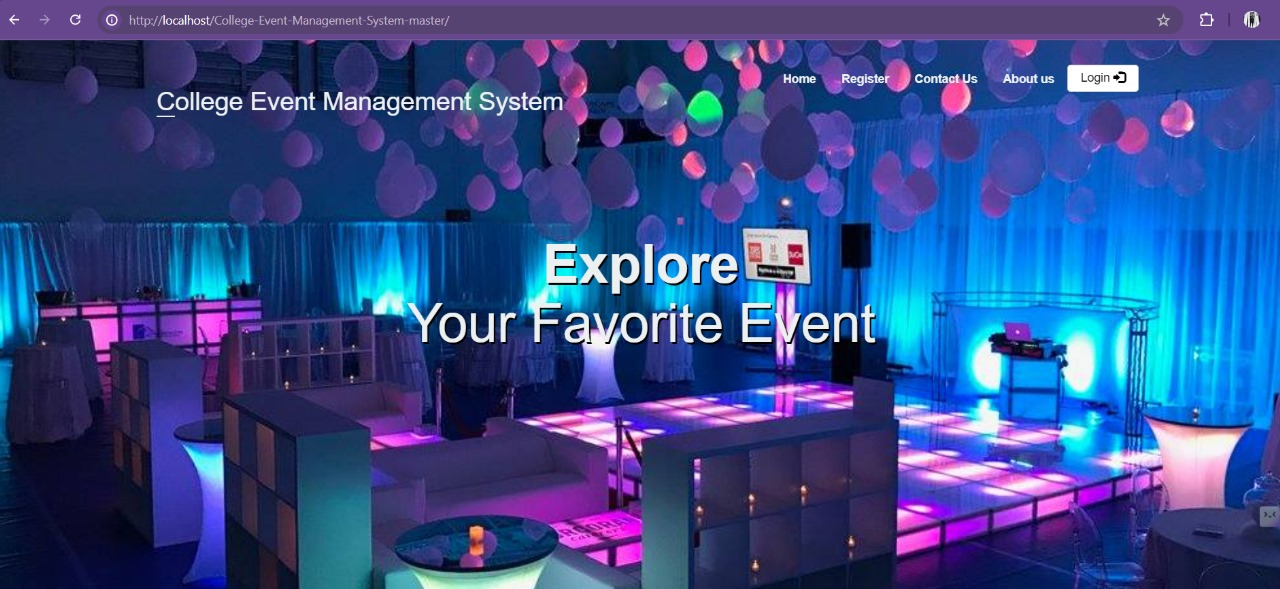 http://localhost/College-Event-Management-System-master/
Home Register Contact Us About us Login
College Event Management System
Explore
Your Favorite Event